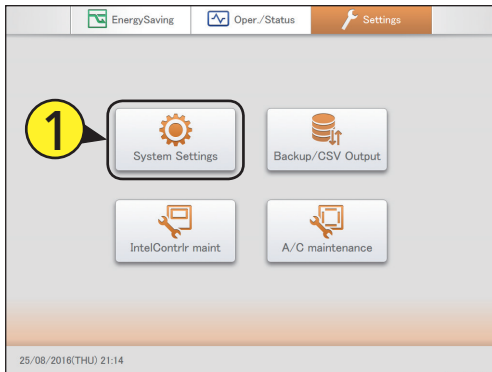 EnergySaving Oper./Status Settings
1
System Settings Backup/CSV Output
IntelContrlr maint A/C maintenance
25/08/2016(THU) 21:14